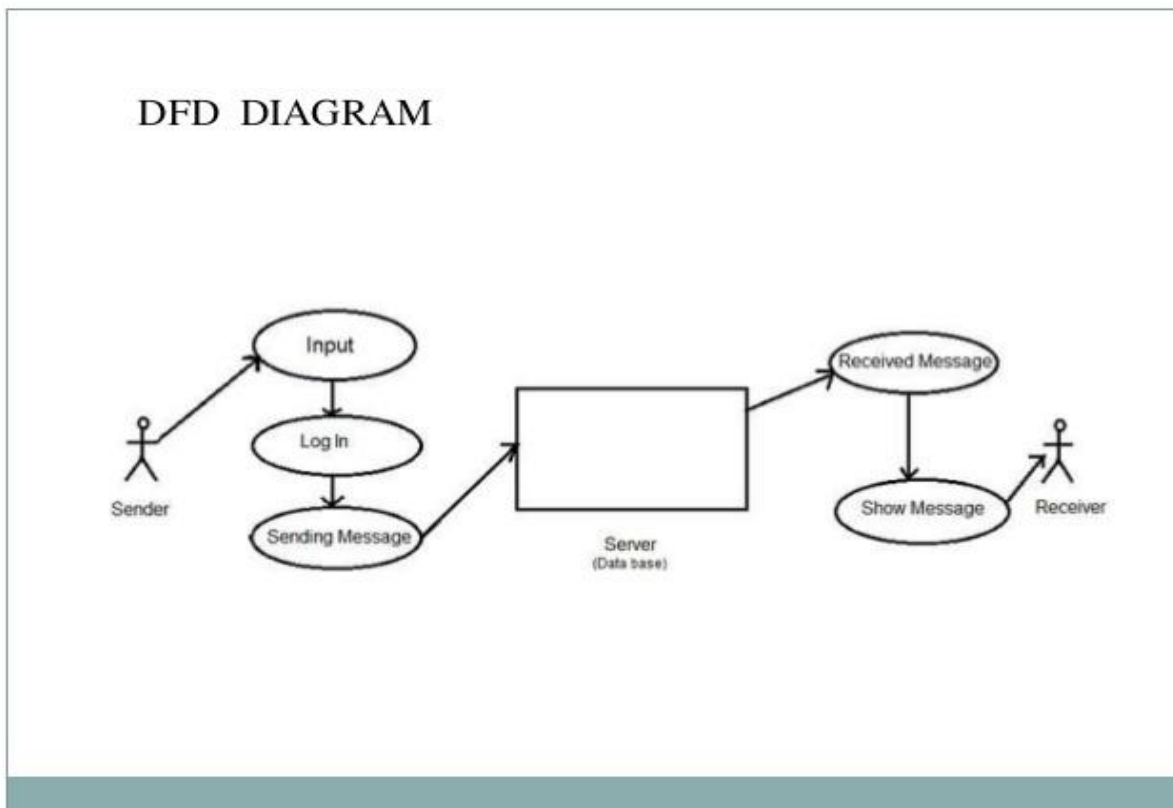 DFD DIAGRAM
Input
Log In
Sending Message
Sender
Server
(Data base)
Received Message
Show Message
Receiver